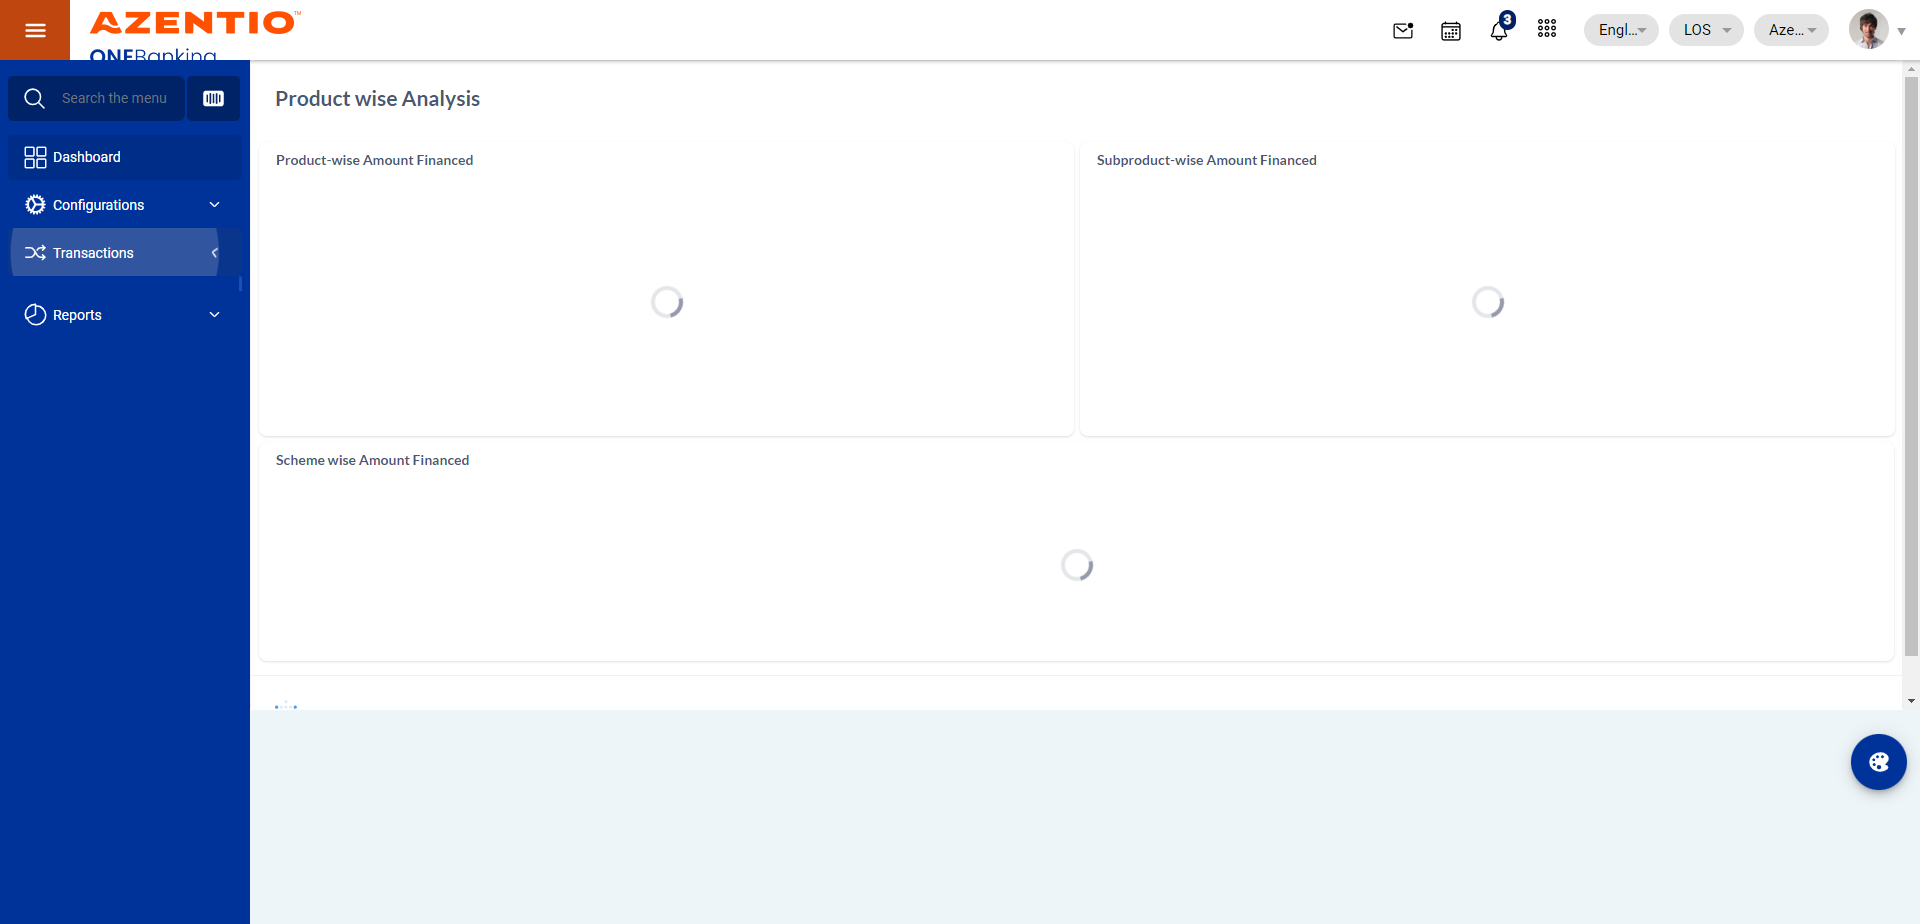 AZENTIO™
ONEBanking
3
Engl...
LOS
Aze...
Search the menu
Dashboard
Configurations
Transactions
Reports
Product wise Analysis
Product-wise Amount Financed
Subproduct-wise Amount Financed
Scheme wise Amount Financed